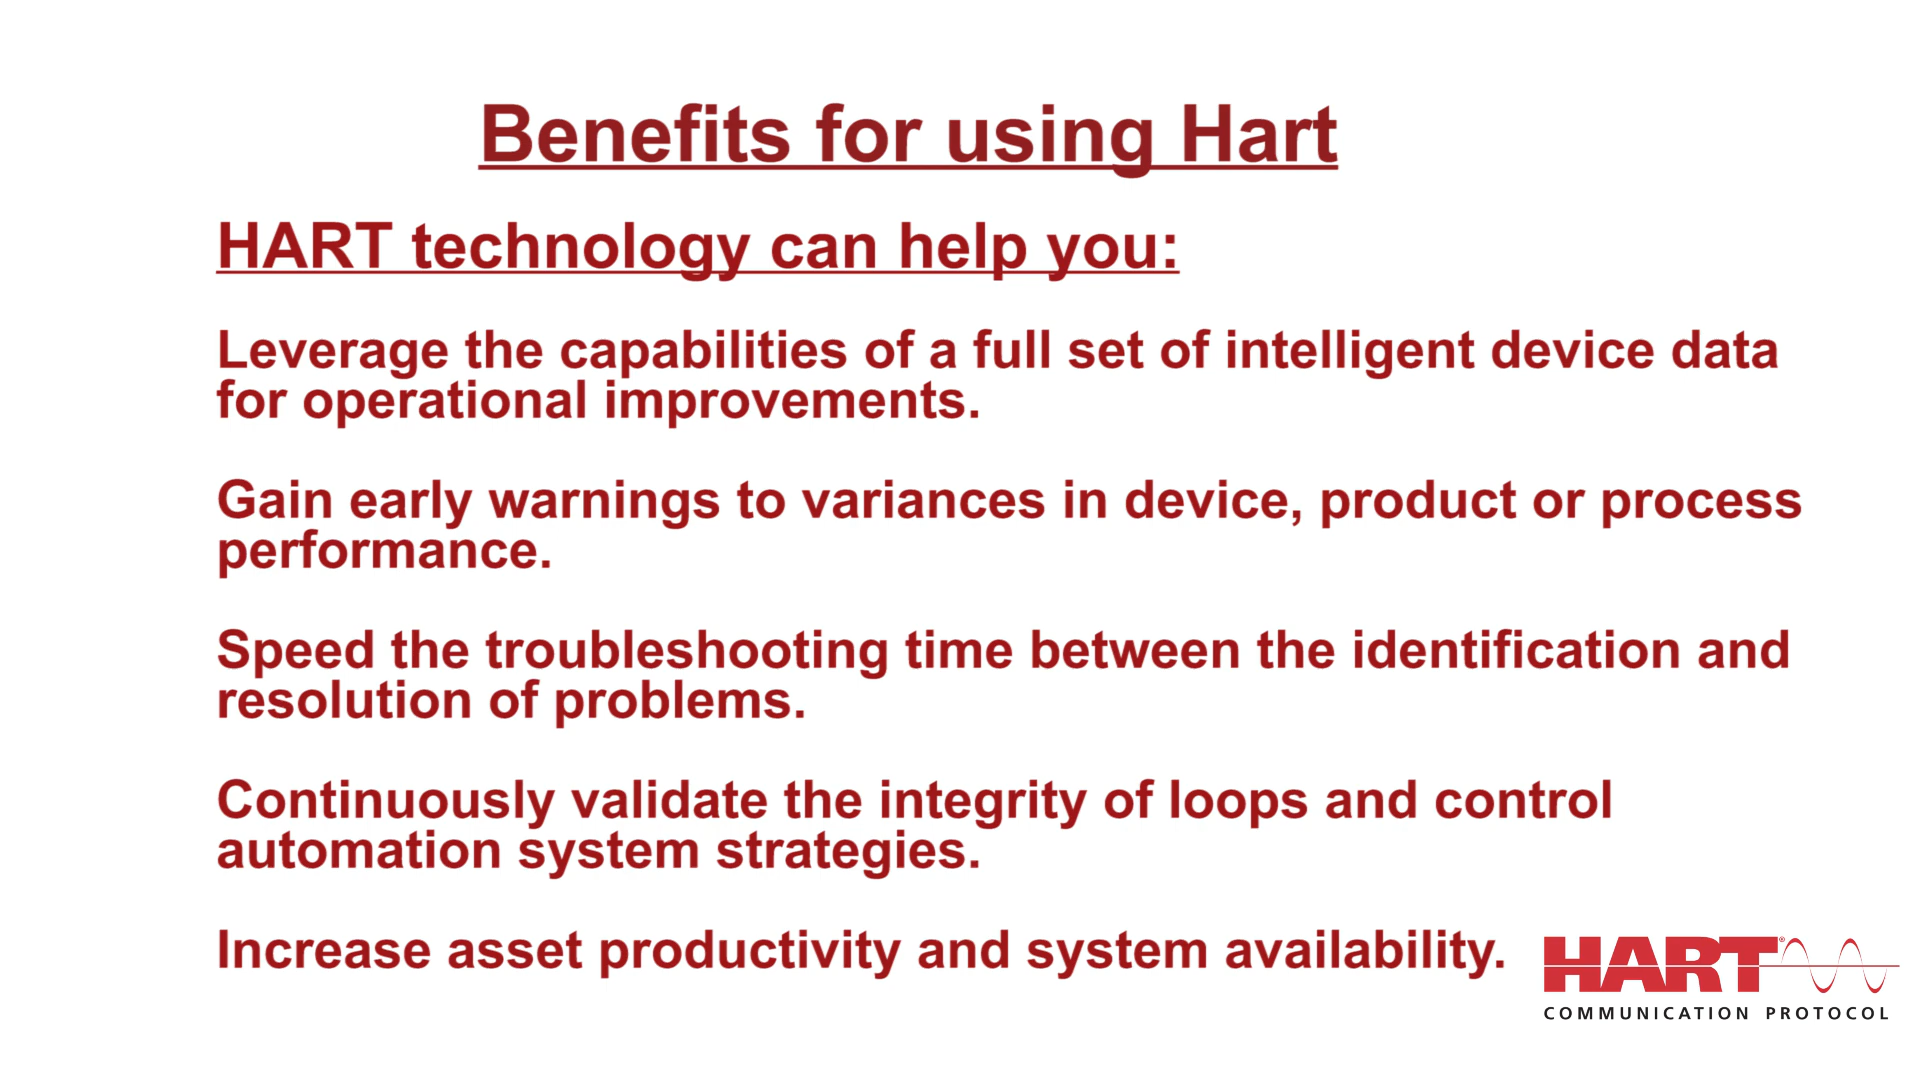 Benefits for using Hart
HART technology can help you:
Leverage the capabilities of a full set of intelligent device data
for operational improvements.
Gain early warnings to variances in device, product or process
performance.
Speed the troubleshooting time between the identification and
resolution of problems.
Continuously validate the integrity of loops and control
automation system strategies.
Increase asset productivity and system availability.
HART®
COMMUNICATION PROTOCOL